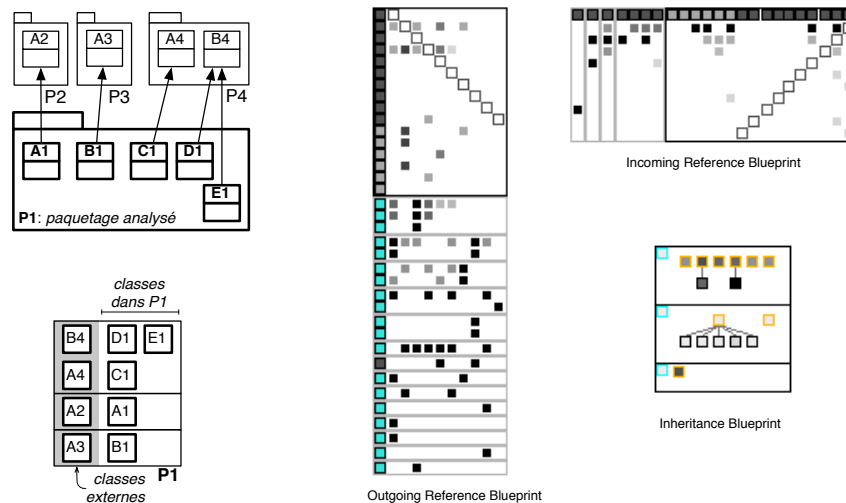 A2
A3
A4
B4
P2
P3
P4
A1
B1
C1
D1
E1
P1: paquetage analysé
classes
dans P1
B4
D1
E1
A4
C1
A2
A1
A3
B1
P1
classes
externes
Outgoing Reference Blueprint
Incoming Reference Blueprint
Inheritance Blueprint